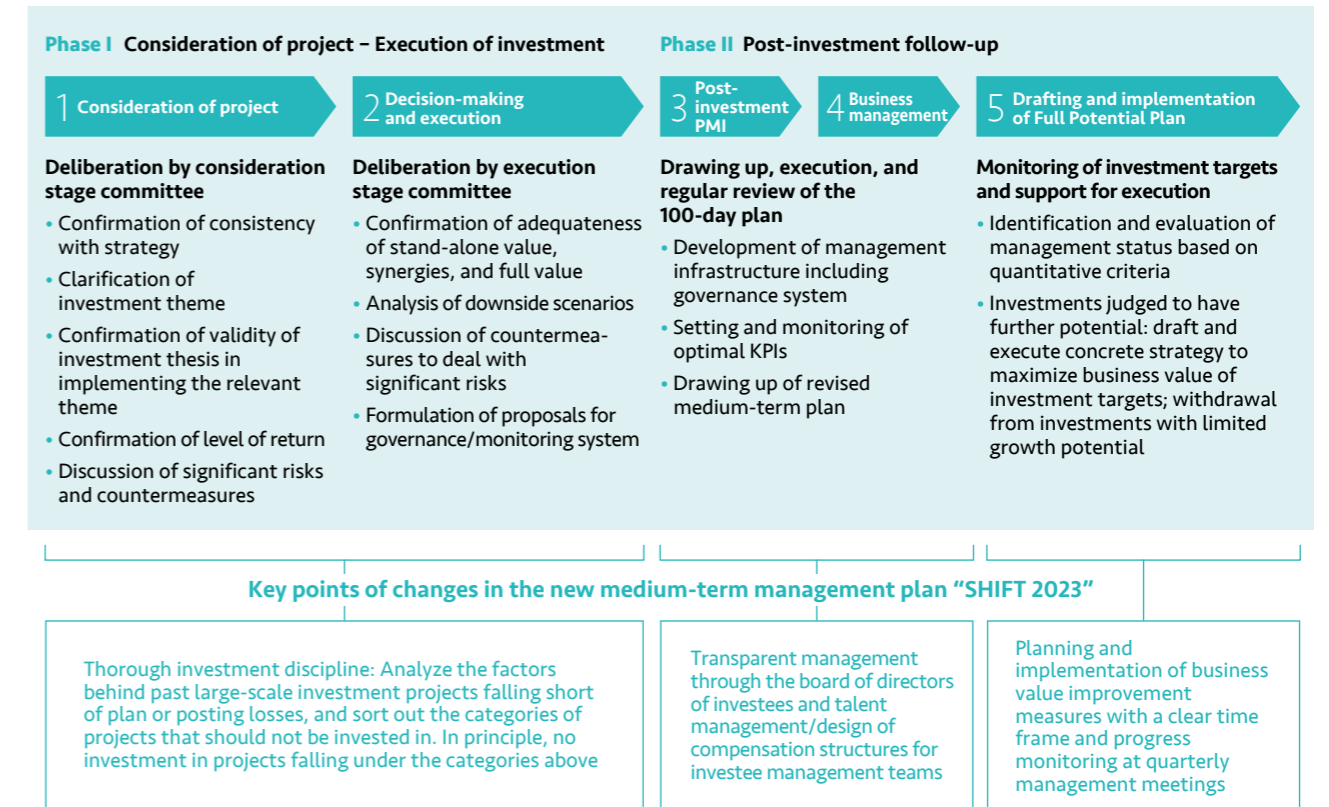 Phase I Consideration of project – Execution of investment
Phase II Post-investment follow-up
1 Consideration of project
2 Decision-making
and execution
3 Post-
investment
PMI
4 Business
management
5 Drafting and implementation
of Full Potential Plan
Deliberation by consideration
stage committee
• Confirmation of consistency
with strategy
• Clarification of
investment theme
• Confirmation of validity of
investment thesis in
implementing the relevant
theme
• Confirmation of level of return
• Discussion of significant risks
and countermeasures
Deliberation by execution
stage committee
• Confirmation of adequateness
of stand-alone value,
synergies, and full value
• Analysis of downside scenarios
• Discussion of countermea-
sures to deal with
significant risks
• Formulation of proposals for
governance/monitoring system
Drawing up, execution, and
regular review of the
100-day plan
• Development of management
infrastructure including
governance system
• Setting and monitoring of
optimal KPIs
• Drawing up of revised
medium-term plan
Monitoring of investment targets
and support for execution
• Identification and evaluation of
management status based on
quantitative criteria
• Investments judged to have
further potential: draft and
execute concrete strategy to
maximize business value of
investment targets; withdrawal
from investments with limited
growth potential
Key points of changes in the new medium-term management plan “SHIFT 2023”
Thorough investment discipline: Analyze the factors
behind past large-scale investment projects falling short
of plan or posting losses, and sort out the categories of
projects that should not be invested in. In principle, no
investment in projects falling under the categories above
Transparent management
through the board of directors
of investees and talent
management/design of
compensation structures for
investee management teams
Planning and
implementation of business
value improvement
measures with a clear time
frame and progress
monitoring at quarterly
management meetings